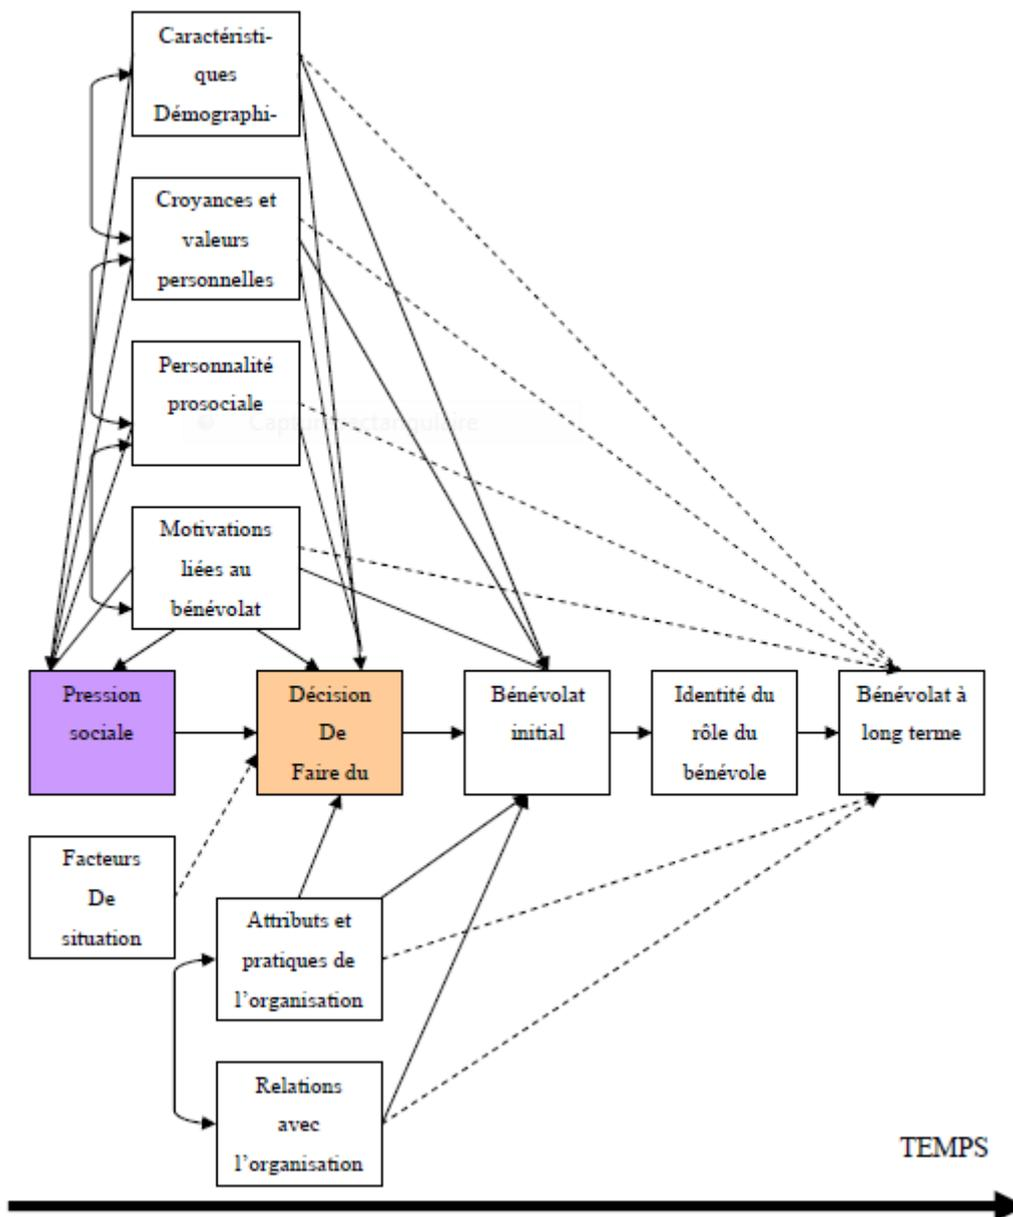 Caractéristi-
ques
Démographi-
Croyances et
valeurs
personnelles
Personnalité
prosociale
© Capture rectangulaire
Motivations
liées au
bénévolat
Pression
sociale
Décision
De
Faire du
Bénévolat
initial
Identité du
rôle du
bénévole
Bénévolat à
long terme
Facteurs
De
situation
Attributs et
pratiques de
l’organisation
Relations
avec
l’organisation
TEMPS